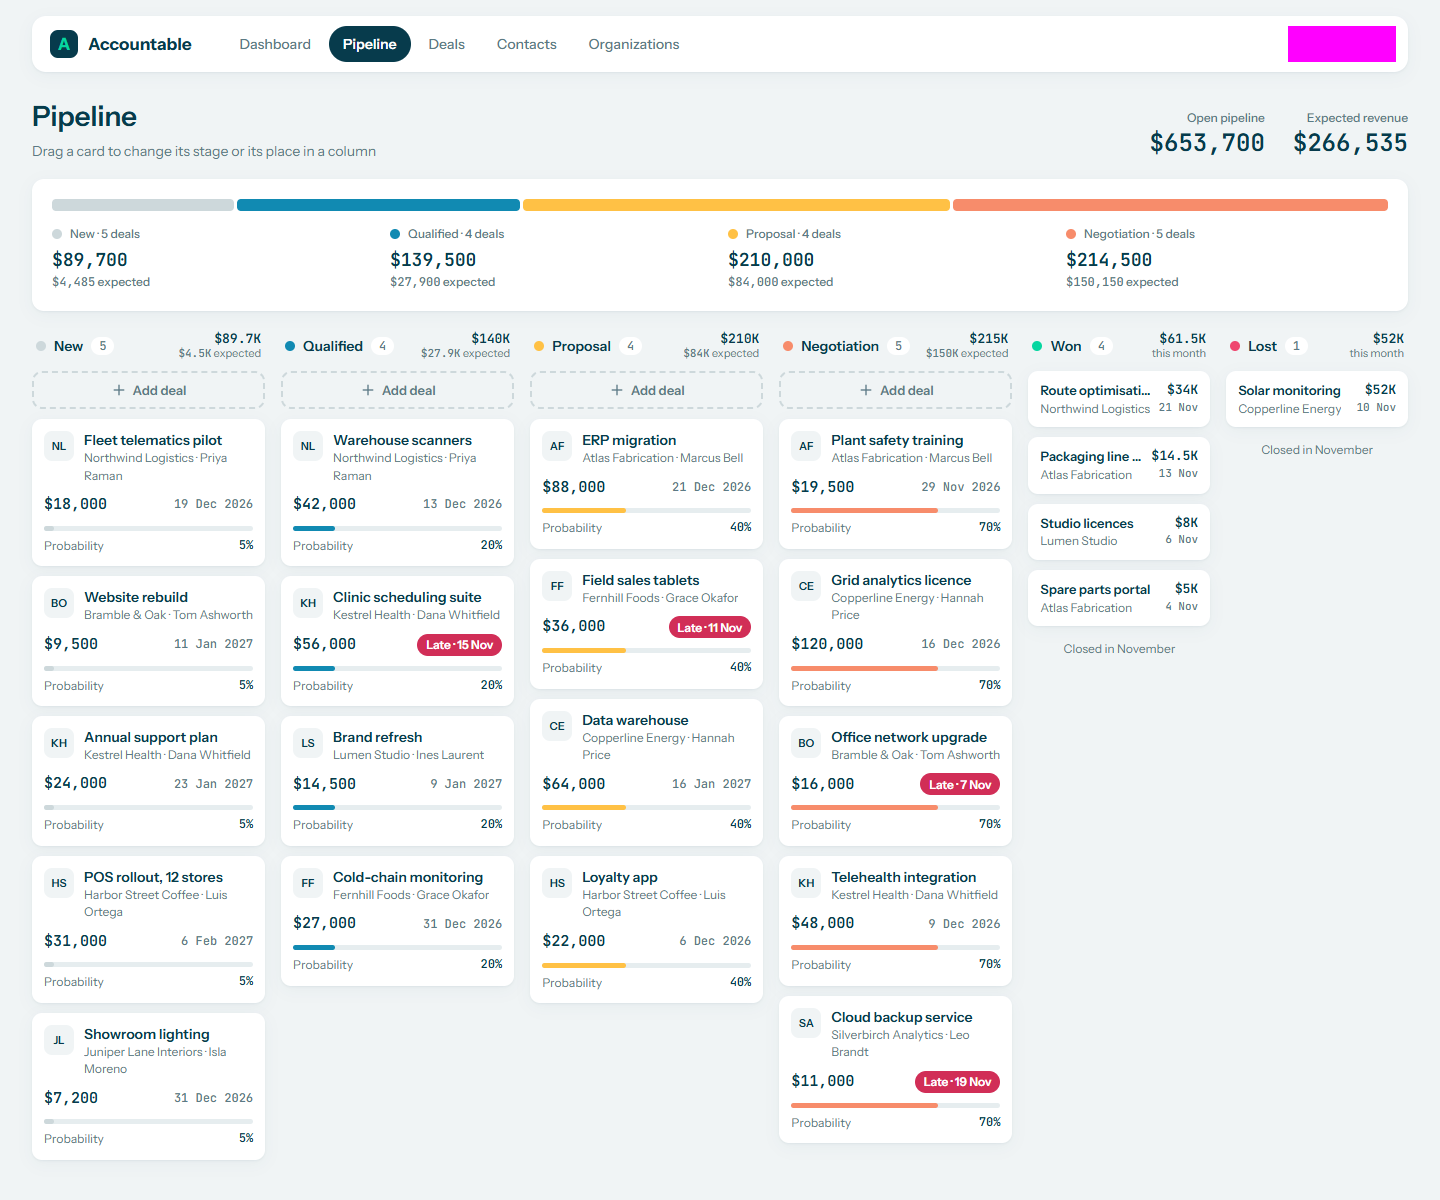 A Accountable Dashboard Pipeline Deals Contacts Organizations
Pipeline
Drag a card to change its stage or its place in a column
Open pipeline
$653,700
Expected revenue
$266,535
New · 5 deals
$89,700
$4,485 expected
Qualified · 4 deals
$139,500
$27,900 expected
Proposal · 4 deals
$210,000
$84,000 expected
Negotiation · 5 deals
$214,500
$150,150 expected
New 5
$89.7K
$4.5K expected
Add deal
NL
Fleet telematics pilot
Northwind Logistics · Priya
Raman
$18,000 19 Dec 2026
Probability 5%
BO
Website rebuild
Bramble & Oak · Tom Ashworth
$9,500 11 Jan 2027
Probability 5%
KH
Annual support plan
Kestrel Health · Dana Whitfield
$24,000 23 Jan 2027
Probability 5%
HS
POS rollout, 12 stores
Harbor Street Coffee · Luis
Ortega
$31,000 6 Feb 2027
Probability 5%
JL
Showroom lighting
Juniper Lane Interiors · Isla
Moreno
$7,200 31 Dec 2026
Probability 5%
Qualified 4
$140K
$27.9K expected
Add deal
NL
Warehouse scanners
Northwind Logistics · Priya
Raman
$42,000 13 Dec 2026
Probability 20%
KH
Clinic scheduling suite
Kestrel Health · Dana Whitfield
$56,000 Late · 15 Nov
Probability 20%
LS
Brand refresh
Lumen Studio · Ines Laurent
$14,500 9 Jan 2027
Probability 20%
FF
Cold-chain monitoring
Fernhill Foods · Grace Okafor
$27,000 31 Dec 2026
Probability 20%
Proposal 4
$210K
$84K expected
Add deal
AF
ERP migration
Atlas Fabrication · Marcus Bell
$88,000 21 Dec 2026
Probability 40%
FF
Field sales tablets
Fernhill Foods · Grace Okafor
$36,000 Late · 11 Nov
Probability 40%
CE
Data warehouse
Copperline Energy · Hannah
Price
$64,000 16 Jan 2027
Probability 40%
HS
Loyalty app
Harbor Street Coffee · Luis
Ortega
$22,000 6 Dec 2026
Probability 40%
Negotiation 5
$215K
$150K expected
Add deal
AF
Plant safety training
Atlas Fabrication · Marcus Bell
$19,500 29 Nov 2026
Probability 70%
CE
Grid analytics licence
Copperline Energy · Hannah
Price
$120,000 16 Dec 2026
Probability 70%
BO
Office network upgrade
Bramble & Oak · Tom Ashworth
$16,000 Late · 7 Nov
Probability 70%
KH
Telehealth integration
Kestrel Health · Dana Whitfield
$48,000 9 Dec 2026
Probability 70%
SA
Cloud backup service
Silverbirch Analytics · Leo
Brandt
$11,000 Late · 19 Nov
Probability 70%
Won 4
$61.5K
this month
Route optimisati... $34K
Northwind Logistics 21 Nov
Packaging line ... $14.5K
Atlas Fabrication 13 Nov
Studio licences $8K
Lumen Studio 6 Nov
Spare parts portal $5K
Atlas Fabrication 4 Nov
Closed in November
Lost 1
$52K
this month
Solar monitoring $52K
Copperline Energy 10 Nov
Closed in November